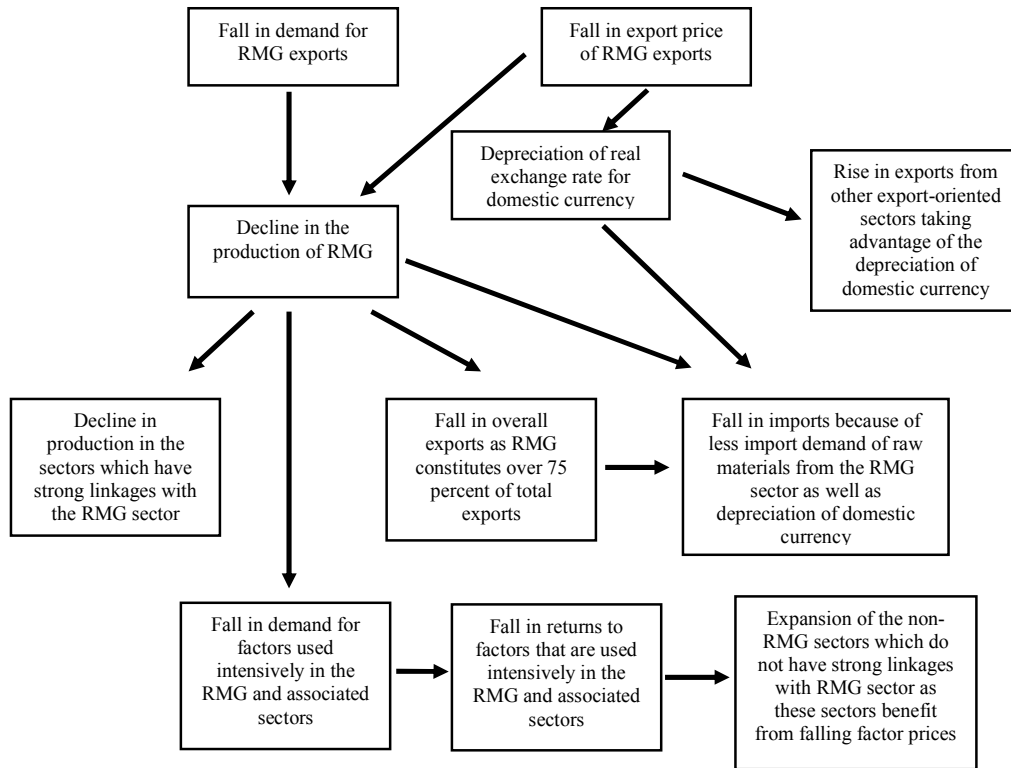 Fall in demand for
RMG exports
Fall in export price
of RMG exports
Depreciation of real
exchange rate for
domestic currency
Rise in exports from
other export-oriented
sectors taking
advantage of the
depreciation of
domestic currency
Decline in the
production of RMG
Decline in
production in the
sectors which have
strong linkages with
the RMG sector
Fall in overall
exports as RMG
constitutes over 75
percent of total
exports
Fall in imports because of
less import demand of raw
materials from the RMG
sector as well as
depreciation of domestic
currency
Fall in demand for
factors used
intensively in the
RMG and associated
sectors
Fall in returns to
factors that are used
intensively in the
RMG and associated
sectors
Expansion of the non-
RMG sectors which do
not have strong linkages
with RMG sector as
these sectors benefit
from falling factor prices